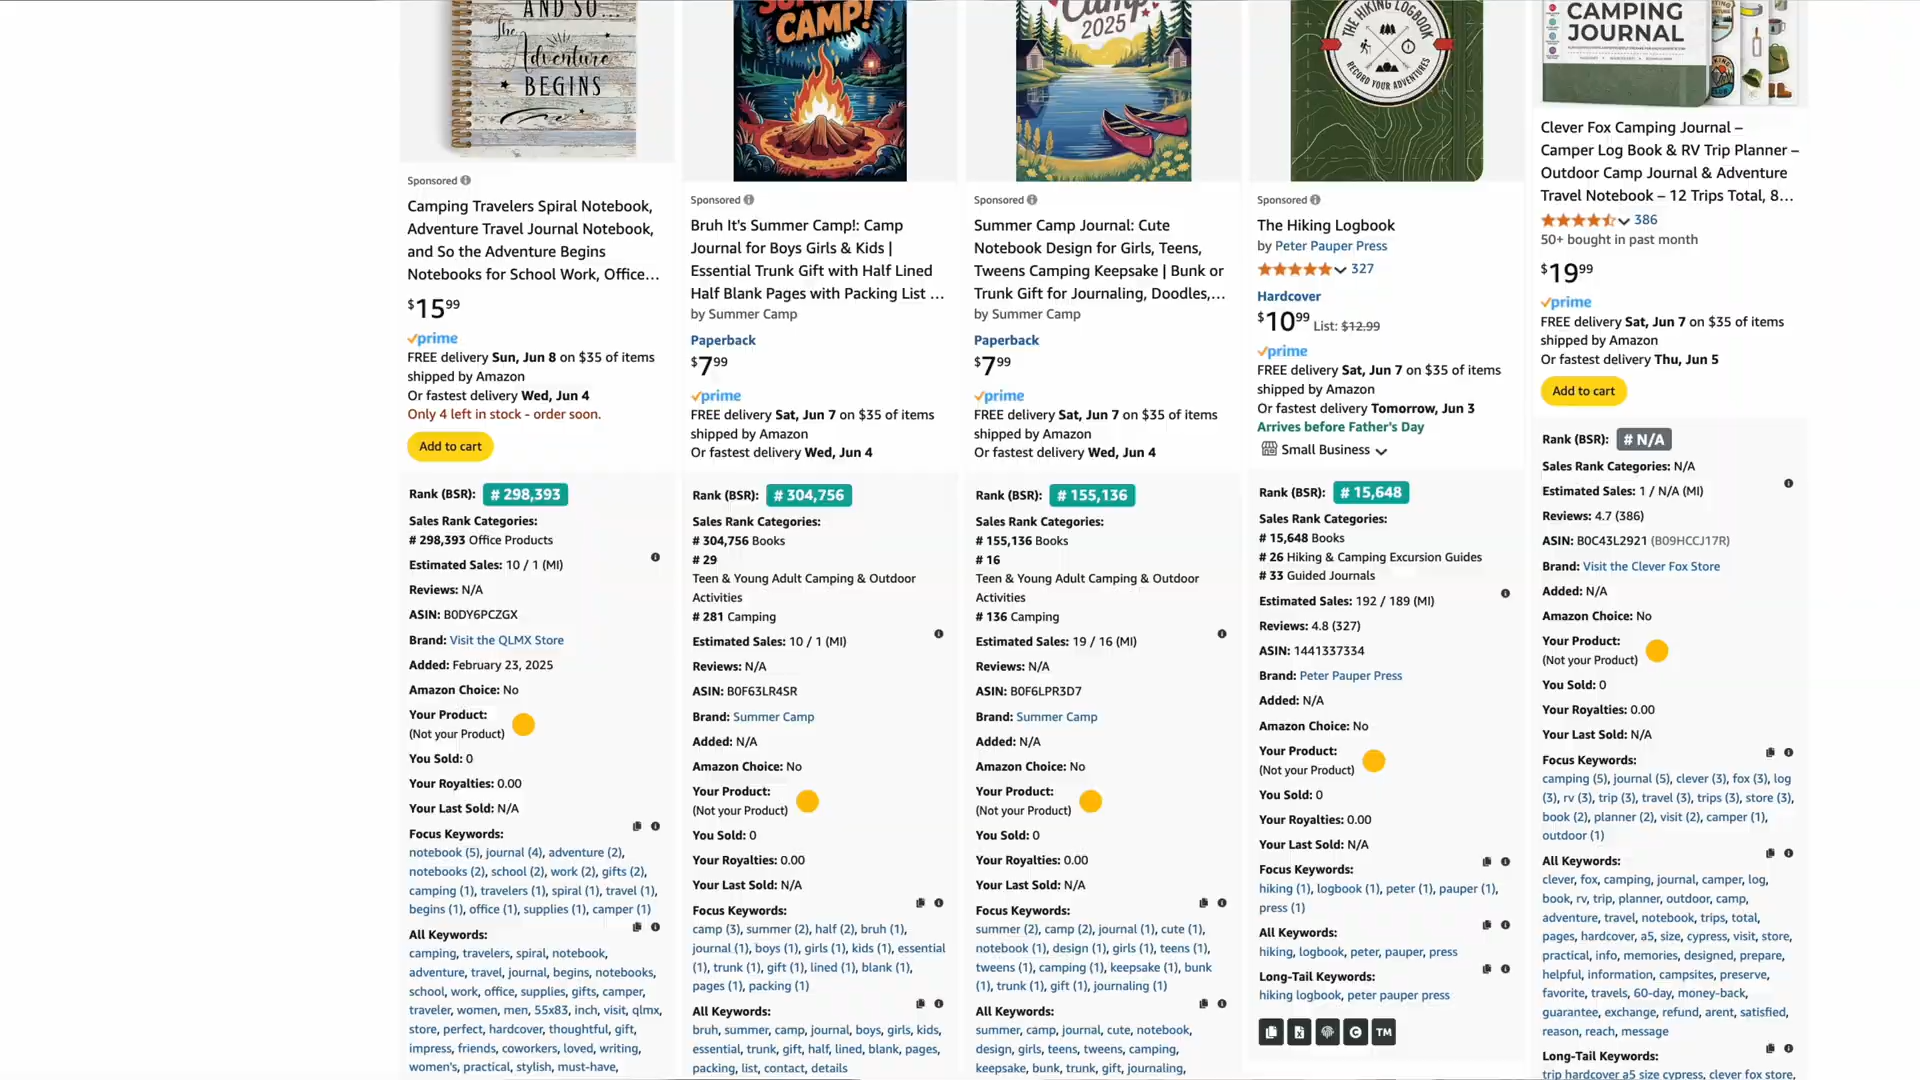 AND SO...
The
Adventure
BEGINS
Sponsored
Camping Travelers Spiral Notebook,
Adventure Travel Journal Notebook,
and So the Adventure Begins
Notebooks for School Work, Office...
$15 99
prime
FREE delivery Sun, Jun 8 on $35 of items
shipped by Amazon
Or fastest delivery Wed, Jun 4
Only 4 left in stock - order soon.
Add to cart
Rank (BSR): # 298,393
Sales Rank Categories:
# 298,393 Office Products
Estimated Sales: 10 / 1 (MI)
Reviews: N/A
ASIN: B0DY6PCZGX
Brand: Visit the QLMX Store
Added: February 23, 2025
Amazon Choice: No
Your Product:
(Not your Product)
You Sold: 0
Your Royalties: 0.00
Your Last Sold: N/A
Focus Keywords:
notebook (5), journal (4), adventure (2),
notebooks (2), school (2), work (2), gifts (2),
camping (1), travelers (1), spiral (1), travel (1),
begins (1), office (1), supplies (1), camper (1)
All Keywords:
camping, travelers, spiral, notebook,
adventure, travel, journal, begins, notebooks,
school, work, office, supplies, gifts, camper,
traveler, women, men, 55x83, inch, visit, qlmx,
store, perfect, hardcover, thoughtful, gift,
impress, friends, coworkers, loved, writing,
women's, practical, stylish, must-have,
CAMP!
Sponsored
Bruh It's Summer Camp!: Camp
Journal for Boys Girls & Kids |
Essential Trunk Gift with Half Lined
Half Blank Pages with Packing List ...
by Summer Camp
Paperback
$7 99
prime
FREE delivery Sat, Jun 7 on $35 of items
shipped by Amazon
Or fastest delivery Wed, Jun 4
Rank (BSR): # 304,756
Sales Rank Categories:
# 304,756 Books
# 29
Teen & Young Adult Camping & Outdoor
Activities
# 281 Camping
Estimated Sales: 10 / 1 (MI)
Reviews: N/A
ASIN: B0F63LR4SR
Brand: Summer Camp
Added: N/A
Amazon Choice: No
Your Product:
(Not your Product)
You Sold: 0
Your Royalties: 0.00
Your Last Sold: N/A
Focus Keywords:
camp (3), summer (2), half (2), bruh (1),
journal (1), boys (1), girls (1), kids (1), essential
(1), trunk (1), gift (1), lined (1), blank (1),
pages (1), packing (1)
All Keywords:
bruh, summer, camp, journal, boys, girls, kids,
essential, trunk, gift, half, lined, blank, pages,
packing, list, contact, details
Camp
2025
Sponsored
Summer Camp Journal: Cute
Notebook Design for Girls, Teens,
Tweens Camping Keepsake | Bunk or
Trunk Gift for Journaling, Doodles,...
by Summer Camp
Paperback
$7 99
prime
FREE delivery Sat, Jun 7 on $35 of items
shipped by Amazon
Or fastest delivery Wed, Jun 4
Rank (BSR): # 155,136
Sales Rank Categories:
# 155,136 Books
# 16
Teen & Young Adult Camping & Outdoor
Activities
# 136 Camping
Estimated Sales: 19 / 16 (MI)
Reviews: N/A
ASIN: B0F6LPR3D7
Brand: Summer Camp
Added: N/A
Amazon Choice: No
Your Product:
(Not your Product)
You Sold: 0
Your Royalties: 0.00
Your Last Sold: N/A
Focus Keywords:
summer (2), camp (2), journal (1), cute (1),
notebook (1), design (1), girls (1), teens (1),
tweens (1), camping (1), keepsake (1), bunk
(1), trunk (1), gift (1), journaling (1)
All Keywords:
summer, camp, journal, cute, notebook,
design, girls, teens, tweens, camping,
keepsake, bunk, trunk, gift, journaling,
THE HIKING LOGBOOK
RECORD YOUR ADVENTURES
Sponsored
The Hiking Logbook
by Peter Pauper Press
327
Hardcover
$10 99 List: $12.99
prime
FREE delivery Sat, Jun 7 on $35 of items
shipped by Amazon
Or fastest delivery Tomorrow, Jun 3
Arrives before Father's Day
Small Business
Rank (BSR): # 15,648
Sales Rank Categories:
# 15,648 Books
# 26 Hiking & Camping Excursion Guides
# 33 Guided Journals
Estimated Sales: 192 / 189 (MI)
Reviews: 4.8 (327)
ASIN: 1441337334
Brand: Peter Pauper Press
Added: N/A
Amazon Choice: No
Your Product:
(Not your Product)
You Sold: 0
Your Royalties: 0.00
Your Last Sold: N/A
Focus Keywords:
hiking (1), logbook (1), peter (1), pauper (1),
press (1)
All Keywords:
hiking, logbook, peter, pauper, press
Long-Tail Keywords:
hiking logbook, peter pauper press
TM
CAMPING
JOURNAL
Clever Fox Camping Journal –
Camper Log Book & RV Trip Planner –
Outdoor Camp Journal & Adventure
Travel Notebook – 12 Trips Total, 8...
386
50+ bought in past month
$19 99
prime
FREE delivery Sat, Jun 7 on $35 of items
shipped by Amazon
Or fastest delivery Thu, Jun 5
Add to cart
Rank (BSR): # N/A
Sales Rank Categories: N/A
Estimated Sales: 1 / N/A (MI)
Reviews: 4.7 (386)
ASIN: B0C43L2921 (B09HCCJ17R)
Brand: Visit the Clever Fox Store
Added: N/A
Amazon Choice: No
Your Product:
(Not your Product)
You Sold: 0
Your Royalties: 0.00
Your Last Sold: N/A
Focus Keywords:
camping (5), journal (5), clever (3), fox (3), log
(3), rv (3), trip (3), travel (3), trips (3), store (3),
book (2), planner (2), visit (2), camper (1),
outdoor (1)
All Keywords:
clever, fox, camping, journal, camper, log,
book, rv, trip, planner, outdoor, camp,
adventure, travel, notebook, trips, total,
pages, hardcover, a5, size, cypress, visit, store,
practical, info, memories, designed, prepare,
helpful, information, campsites, preserve,
favorite, travels, 60-day, money-back,
guarantee, exchange, refund, arent, satisfied,
reason, reach, message
Long-Tail Keywords:
trip hardcover a5 size cypress, clever fox store,